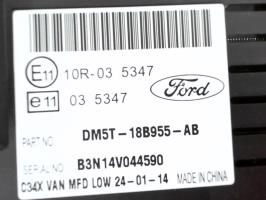 E11 10R-03 5347
e11 03 5347
Ford
PART NO. DM5T-18B955-AB
SERIAL NO. B3N14V044590
C34X VAN MFD LOW 24-01-14 MADE IN CHINA